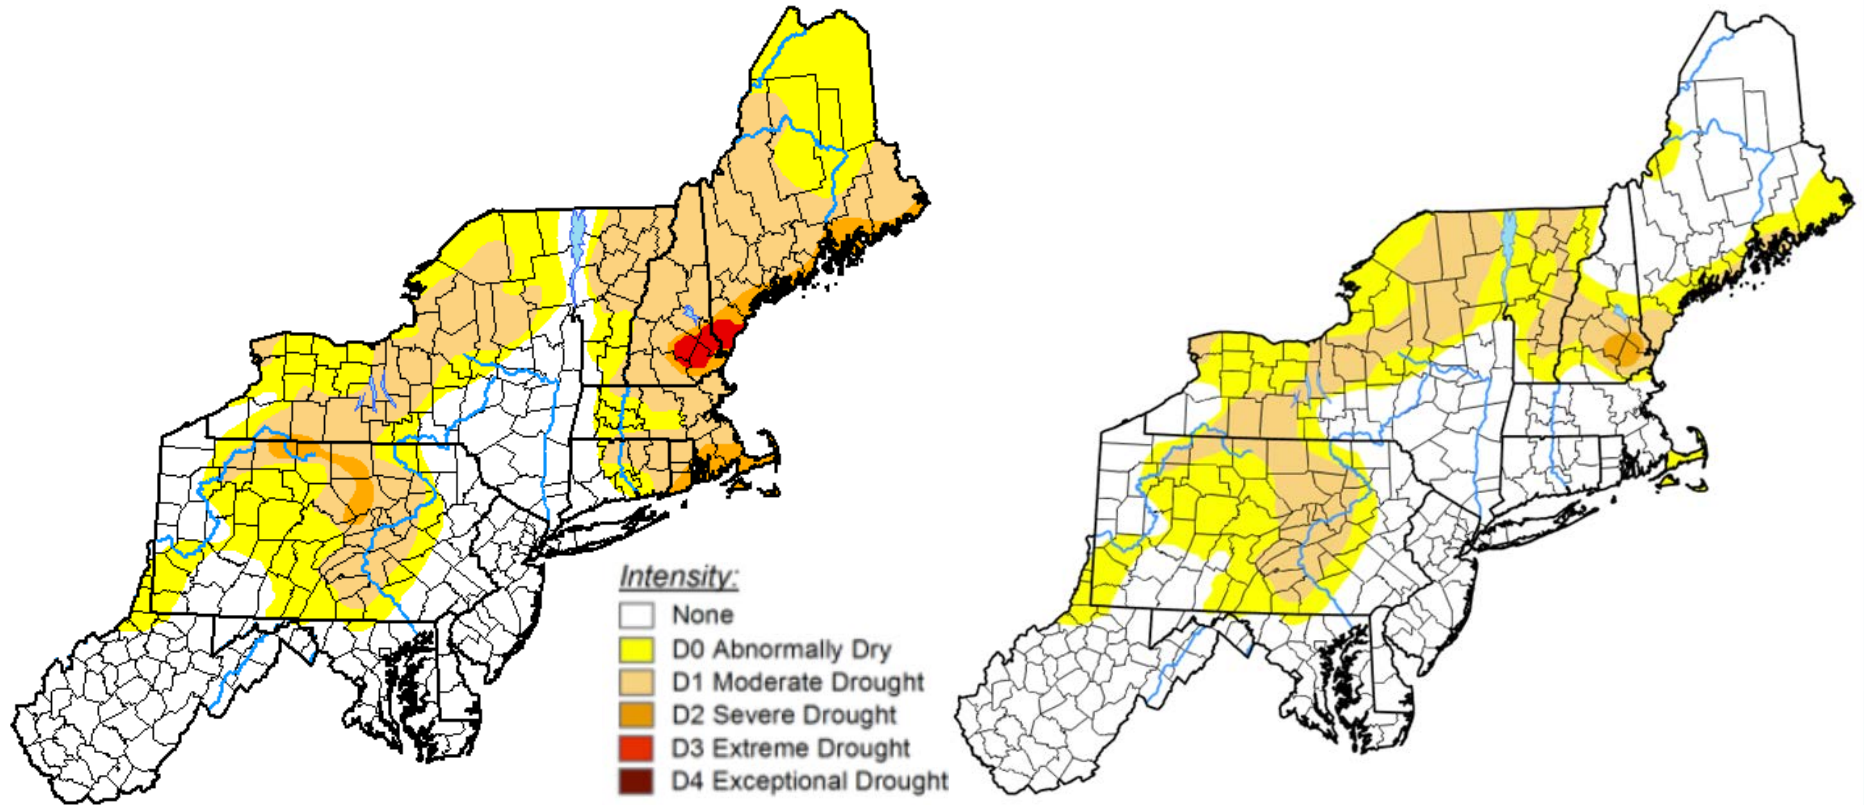 Intensity:
None
D0 Abnormally Dry
D1 Moderate Drought
D2 Severe Drought
D3 Extreme Drought
D4 Exceptional Drought